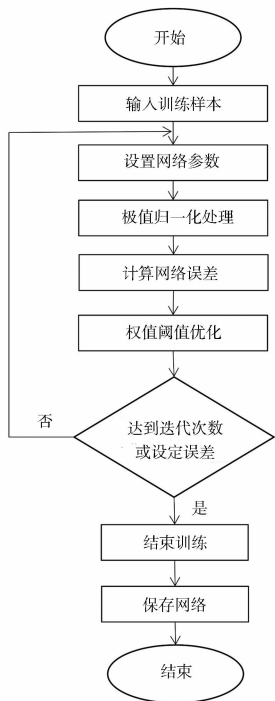 开始
输入训练样本
设置网络参数
极值归一化处理
计算网络误差
权值阈值优化
达到迭代次数
或设定误差
否
是
结束训练
保存网络
结束